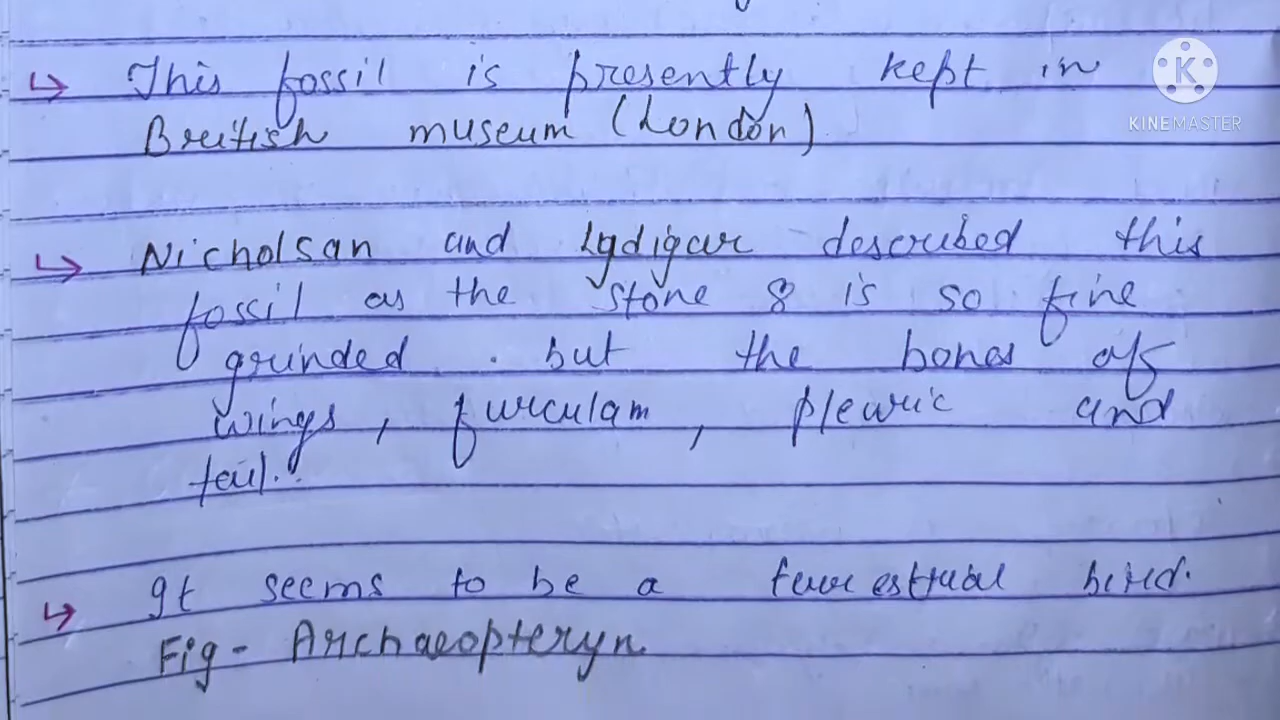 ↳ This fossil is presently kept in
British museum (London)
↳ Nicholsan and Lydigar described this
fossil as the stone & is so fine
grinded. but the bones of
wings, furculam, pleuric and
tail.
↳ It seems to be a terrestrial bird.
Fig - Archaeopteryn.
KINEMASTER